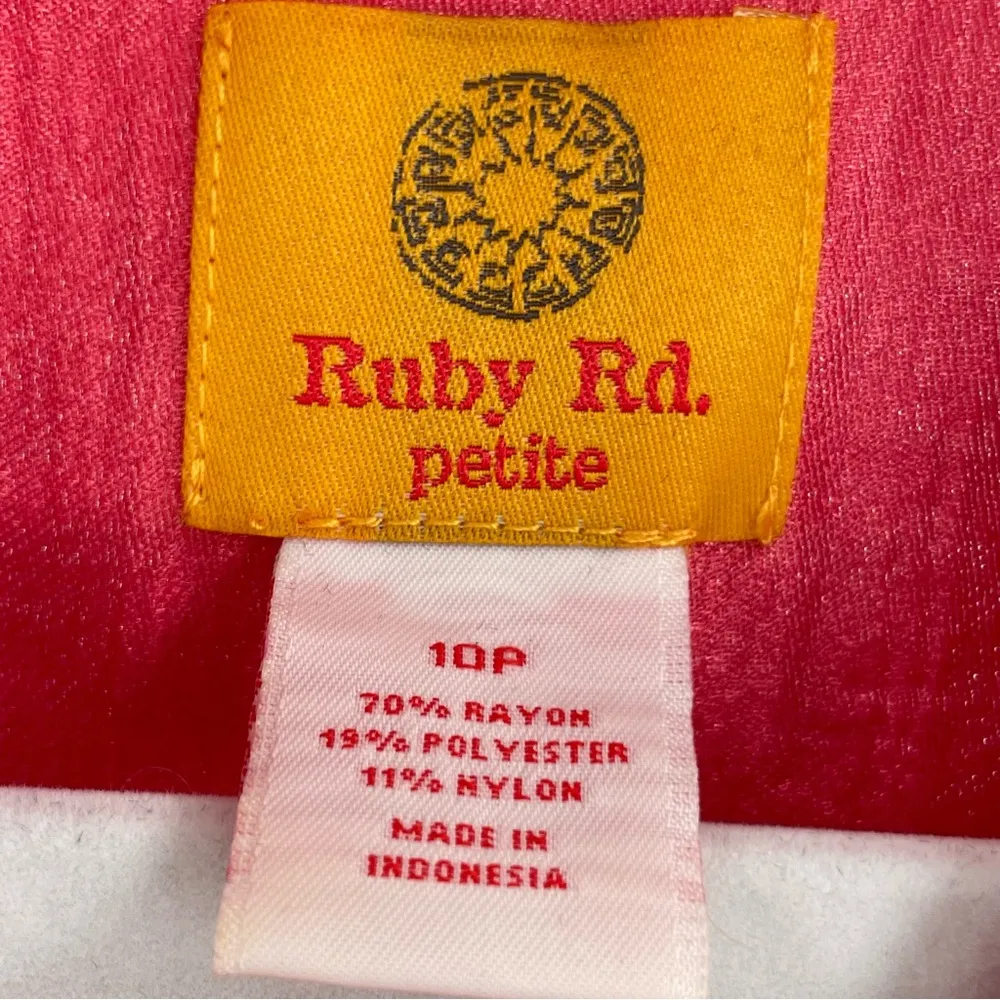 Ruby Rd.
petite
10P
70% RAYON
19% POLYESTER
11% NYLON
MADE IN
INDONESIA